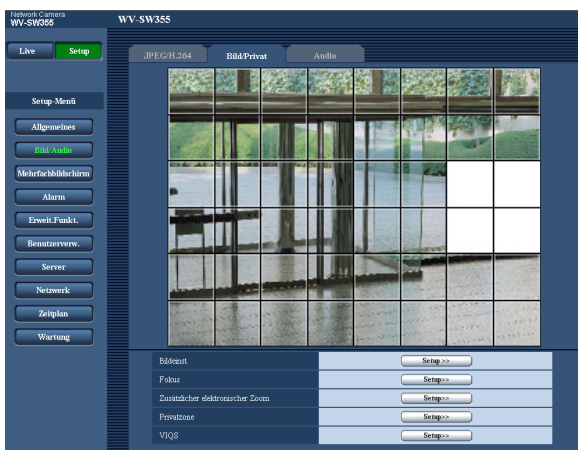 Network Camera
WV-SW355
WV-SW355
Live Setup
JPEG/H.264 Bild/Privat Audio
Setup-Menü
Allgemeines
Bild/Audio
Mehrfachbildschirm
Alarm
Erweit.Funkt.
Benutzerverw.
Server
Netzwerk
Zeitplan
Wartung
Bildeinst. Setup >>
Fokus Setup>>
Zusätzlicher elektronischer Zoom Setup>>
Privatzone Setup>>
VIQS Setup>>